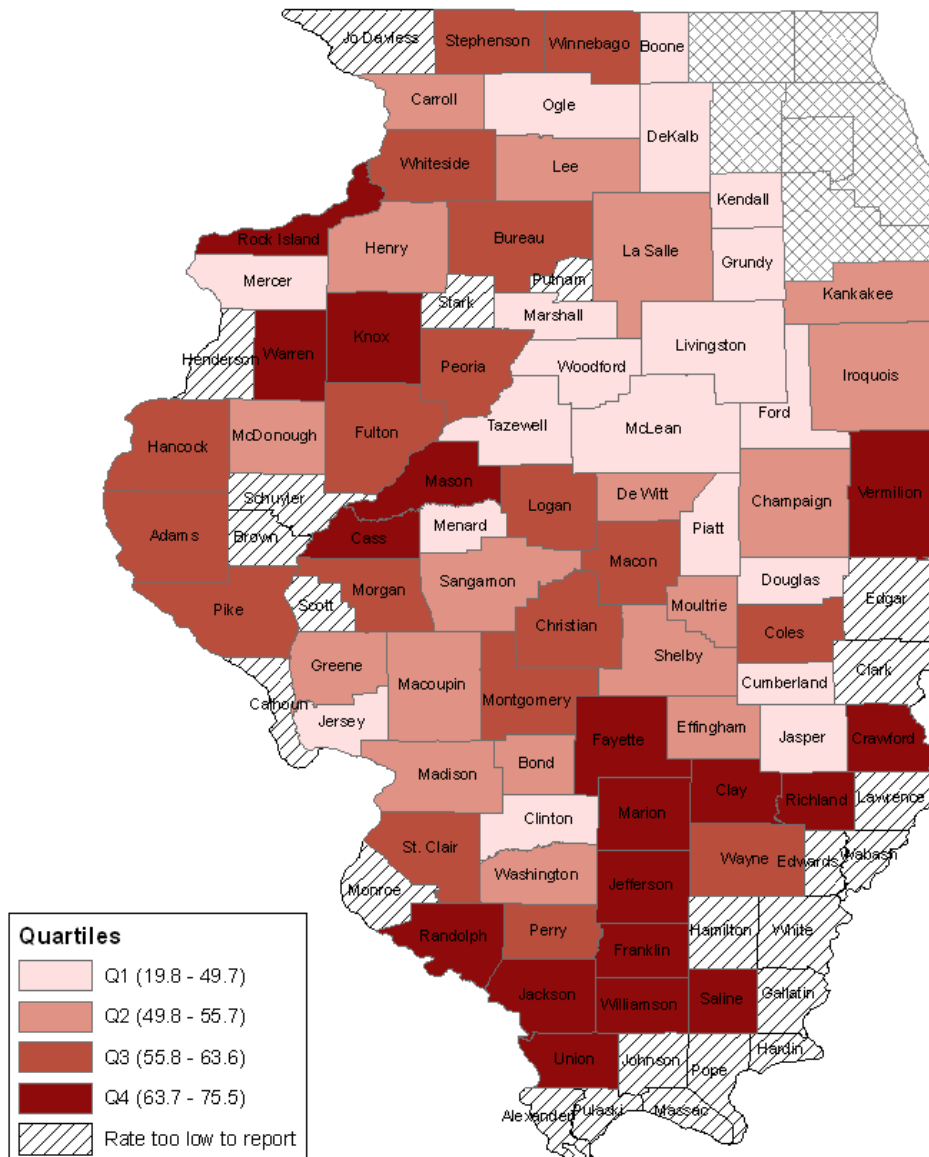 Jo Daviess
Stephenson
Winnebago
Boone
Carroll
Ogle
DeKalb
Whiteside
Lee
Kendall
Rock Island
Henry
Bureau
La Salle
Grundy
Mercer
Putnam
Kankakee
Stark
Marshall
Henderson
Warren
Knox
Peoria
Woodford
Livingston
Iroquois
Ford
Hancock
McDonough
Fulton
Tazewell
McLean
Mason
Schuyler
Logan
De Witt
Champaign
Vermilion
Adams
Brown
Cass
Menard
Piatt
Macon
Sangamon
Douglas
Pike
Scott
Morgan
Moultrie
Edgar
Christian
Coles
Greene
Shelby
Clark
Macoupin
Calhoun
Montgomery
Cumberland
Jersey
Fayette
Effingham
Jasper
Crawford
Madison
Bond
Clay
Richland
Lawrence
Clinton
Marion
St. Clair
Wayne
Edwards
Wabash
Washington
Jefferson
Monroe
Randolph
Perry
Hamilton
White
Franklin
Jackson
Williamson
Saline
Gallatin
Union
Johnson
Hardin
Pope
Alexander
Pulaski
Massac
Quartiles
Q1 (19.8 - 49.7)
Q2 (49.8 - 55.7)
Q3 (55.8 - 63.6)
Q4 (63.7 - 75.5)
Rate too low to report